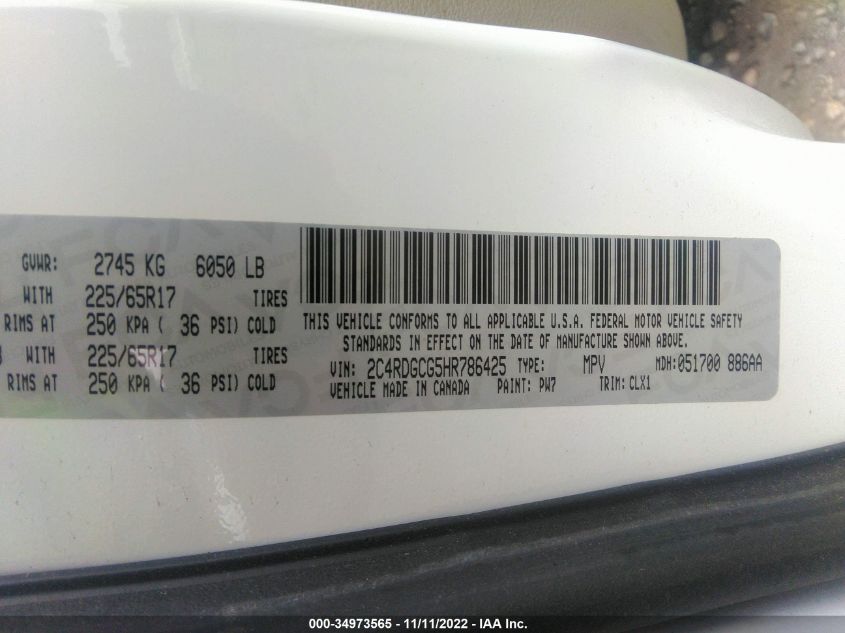 GVWR: 2745 KG 6050 LB
WITH 225/65R17 TIRES
RIMS AT 250 KPA ( 36 PSI) COLD
WITH 225/65R17 TIRES
RIMS AT 250 KPA ( 36 PSI) COLD
THIS VEHICLE CONFORMS TO ALL APPLICABLE U.S.A. FEDERAL MOTOR VEHICLE SAFETY
STANDARDS IN EFFECT ON THE DATE OF MANUFACTURE SHOWN ABOVE.
VIN: 2C4RDGCG5HR786425 TYPE: MPV MDH:051700 886AA
VEHICLE MADE IN CANADA PAINT: PW7 TRIM: CLX1
000-34973565 - 11/11/2022 - IAA Inc.